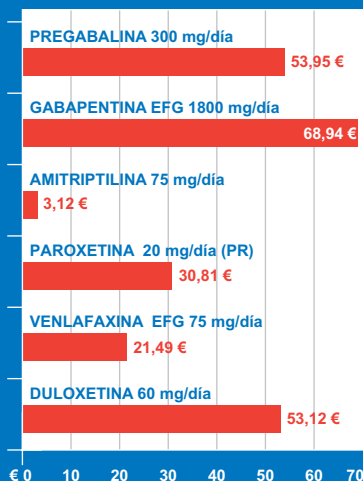 PREGABALINA 300 mg/día
53,95 €
GABAPENTINA EFG 1800 mg/día
68,94 €
AMITRIPTILINA 75 mg/día
3,12 €
PAROXETINA 20 mg/día (PR)
30,81 €
VENLAFAXINA EFG 75 mg/día
21,49 €
DULOXETINA 60 mg/día
53,12 €
€ 0 10 20 30 40 50 60 70